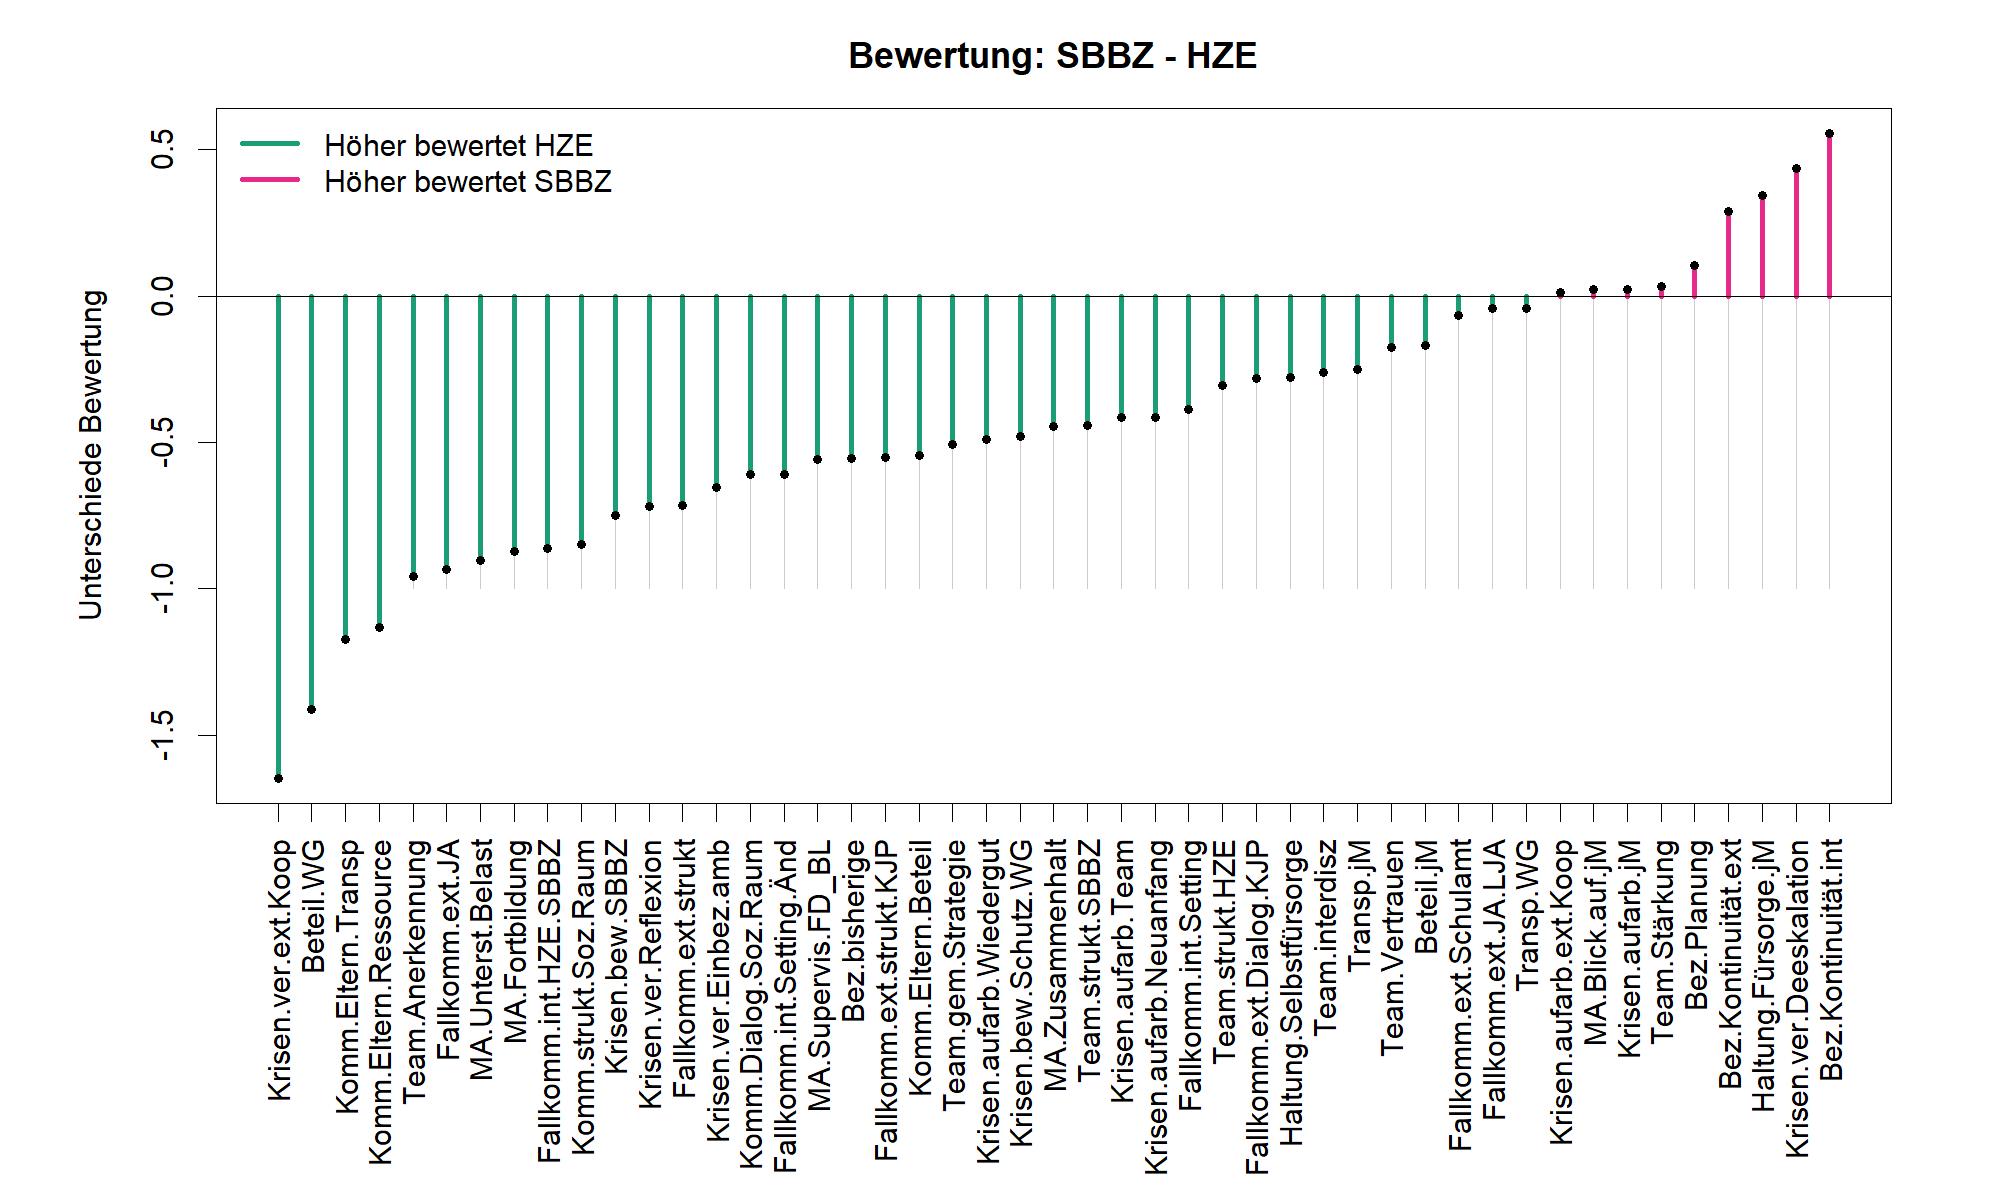 Bewertung: SBBZ - HZE
Höher bewertet HZE
Höher bewertet SBBZ
Unterschiede Bewertung
0.5
0.0
-0.5
-1.0
-1.5
Krisen.ver.ext.Koop
Beteil.WG
Komm.Eltern.Transp
Komm.Eltern.Ressource
Team.Anerkennung
Fallkomm.ext.JA
MA.Unterst.Belast
MA.Fortbildung
Fallkomm.int.HZE.SBBZ
Komm.strukt.Soz.Raum
Krisen.bew.SBBZ
Krisen.ver.Reflexion
Fallkomm.ext.strukt
Krisen.ver.Einbez.amb
Komm.Dialog.Soz.Raum
Fallkomm.int.Setting.Änd
MA.Supervis.FD_BL
Bez.bisherige
Fallkomm.ext.strukt.KJP
Komm.Eltern.Beteil
Team.gem.Strategie
Krisen.aufarb.Wiedergut
Krisen.bew.Schutz.WG
MA.Zusammenhalt
Team.strukt.SBBZ
Krisen.aufarb.Team
Krisen.aufarb.Neuanfang
Fallkomm.int.Setting
Team.strukt.HZE
Fallkomm.ext.Dialog.KJP
Haltung.Selbstfürsorge
Team.interdisz
Transp.jM
Team.Vertrauen
Beteil.jM
Fallkomm.ext.Schulamt
Fallkomm.ext.JA.LJA
Transp.WG
Krisen.aufarb.ext.Koop
MA.Blick.auf.jM
Krisen.aufarb.jM
Team.Stärkung
Bez.Planung
Bez.Kontinuität.ext
Haltung.Fürsorge.jM
Krisen.ver.Deeskalation
Bez.Kontinuität.int